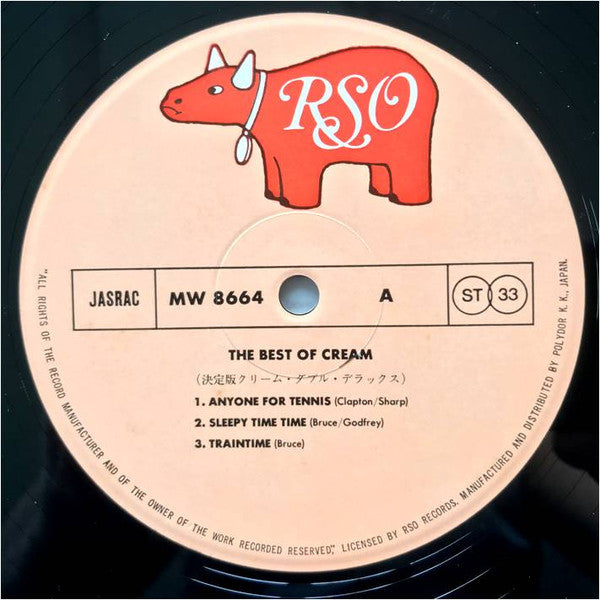 RSO
JASRAC MW 8664 A ST 33
THE BEST OF CREAM
(決定版クリーム・ダブル・デラックス)
1. ANYONE FOR TENNIS (Clapton/Sharp)
2. SLEEPY TIME TIME (Bruce/Godfrey)
3. TRAINTIME (Bruce)
"ALL RIGHTS OF THE RECORD MANUFACTURER AND OF THE OWNER OF THE WORK RECORDED RESERVED", LICENSED BY RSO RECORDS, MANUFACTURED AND DISTRIBUTED BY POLYDOR K. K., JAPAN.